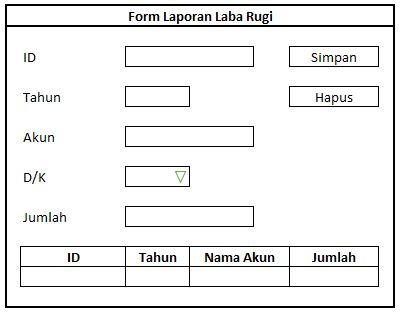 Form Laporan Laba Rugi
ID Simpan
Tahun Hapus
Akun
D/K
Jumlah
ID Tahun Nama Akun Jumlah